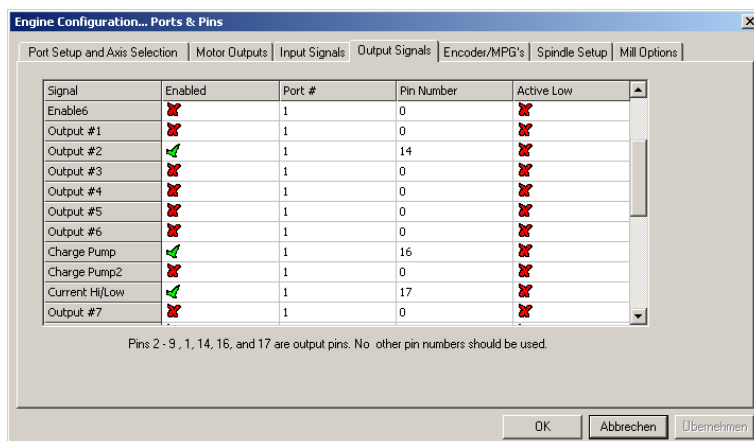 Engine Configuration... Ports & Pins
Port Setup and Axis Selection Motor Outputs Input Signals Output Signals Encoder/MPG's Spindle Setup Mill Options
Signal Enabled Port # Pin Number Active Low
Enable6 1 0
Output #1 1 0
Output #2 1 14
Output #3 1 0
Output #4 1 0
Output #5 1 0
Output #6 1 0
Charge Pump 1 16
Charge Pump2 1 0
Current Hi/Low 1 17
Output #7 1 0
Pins 2 - 9 , 1, 14, 16, and 17 are output pins. No other pin numbers should be used.
OK Abbrechen Übernehmen